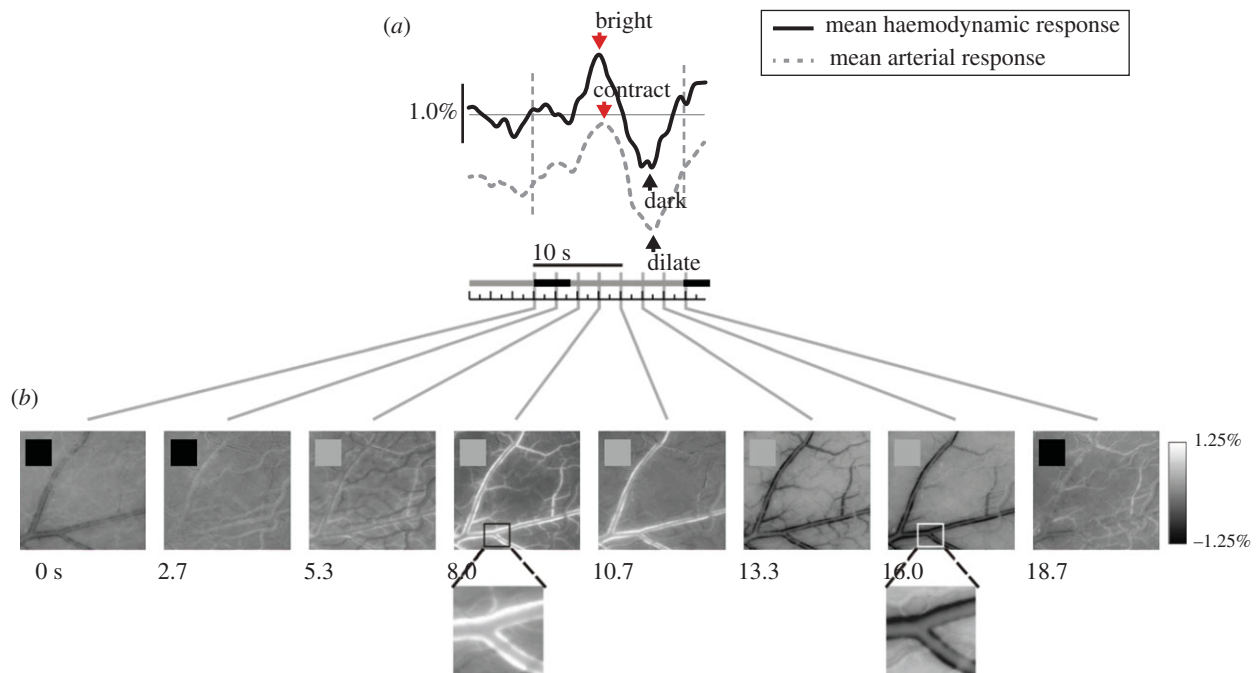 (a)
bright
mean haemodynamic response
mean arterial response
contract
1.0%
dark
10 s
dilate
(b)
1.25%
–1.25%
0 s 2.7 5.3 8.0 10.7 13.3 16.0 18.7